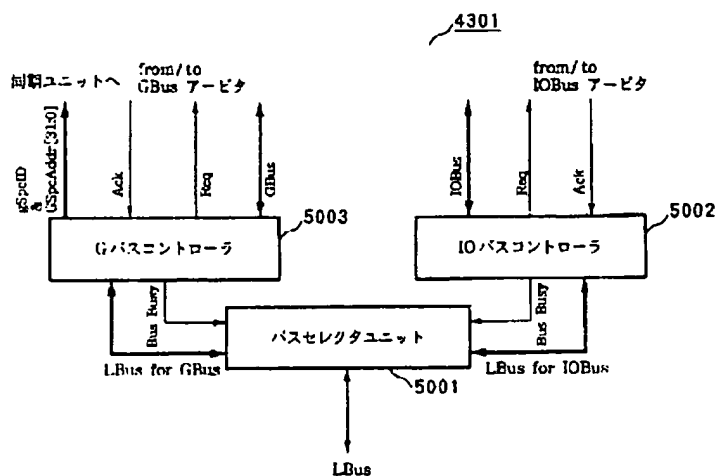 4301
同期ユニットへ
from/to
GBus アービタ
from/to
IOBus アービタ
gSpcID
&
GSpcAddr[31:0]
Ack
Req
GBus
IOBus
Req
Ack
5003
Gバスコントローラ
5002
IOバスコントローラ
Bus Busy
Bus Busy
バスセレクタユニット
LBus for GBus
5001
LBus for IOBus
LBus